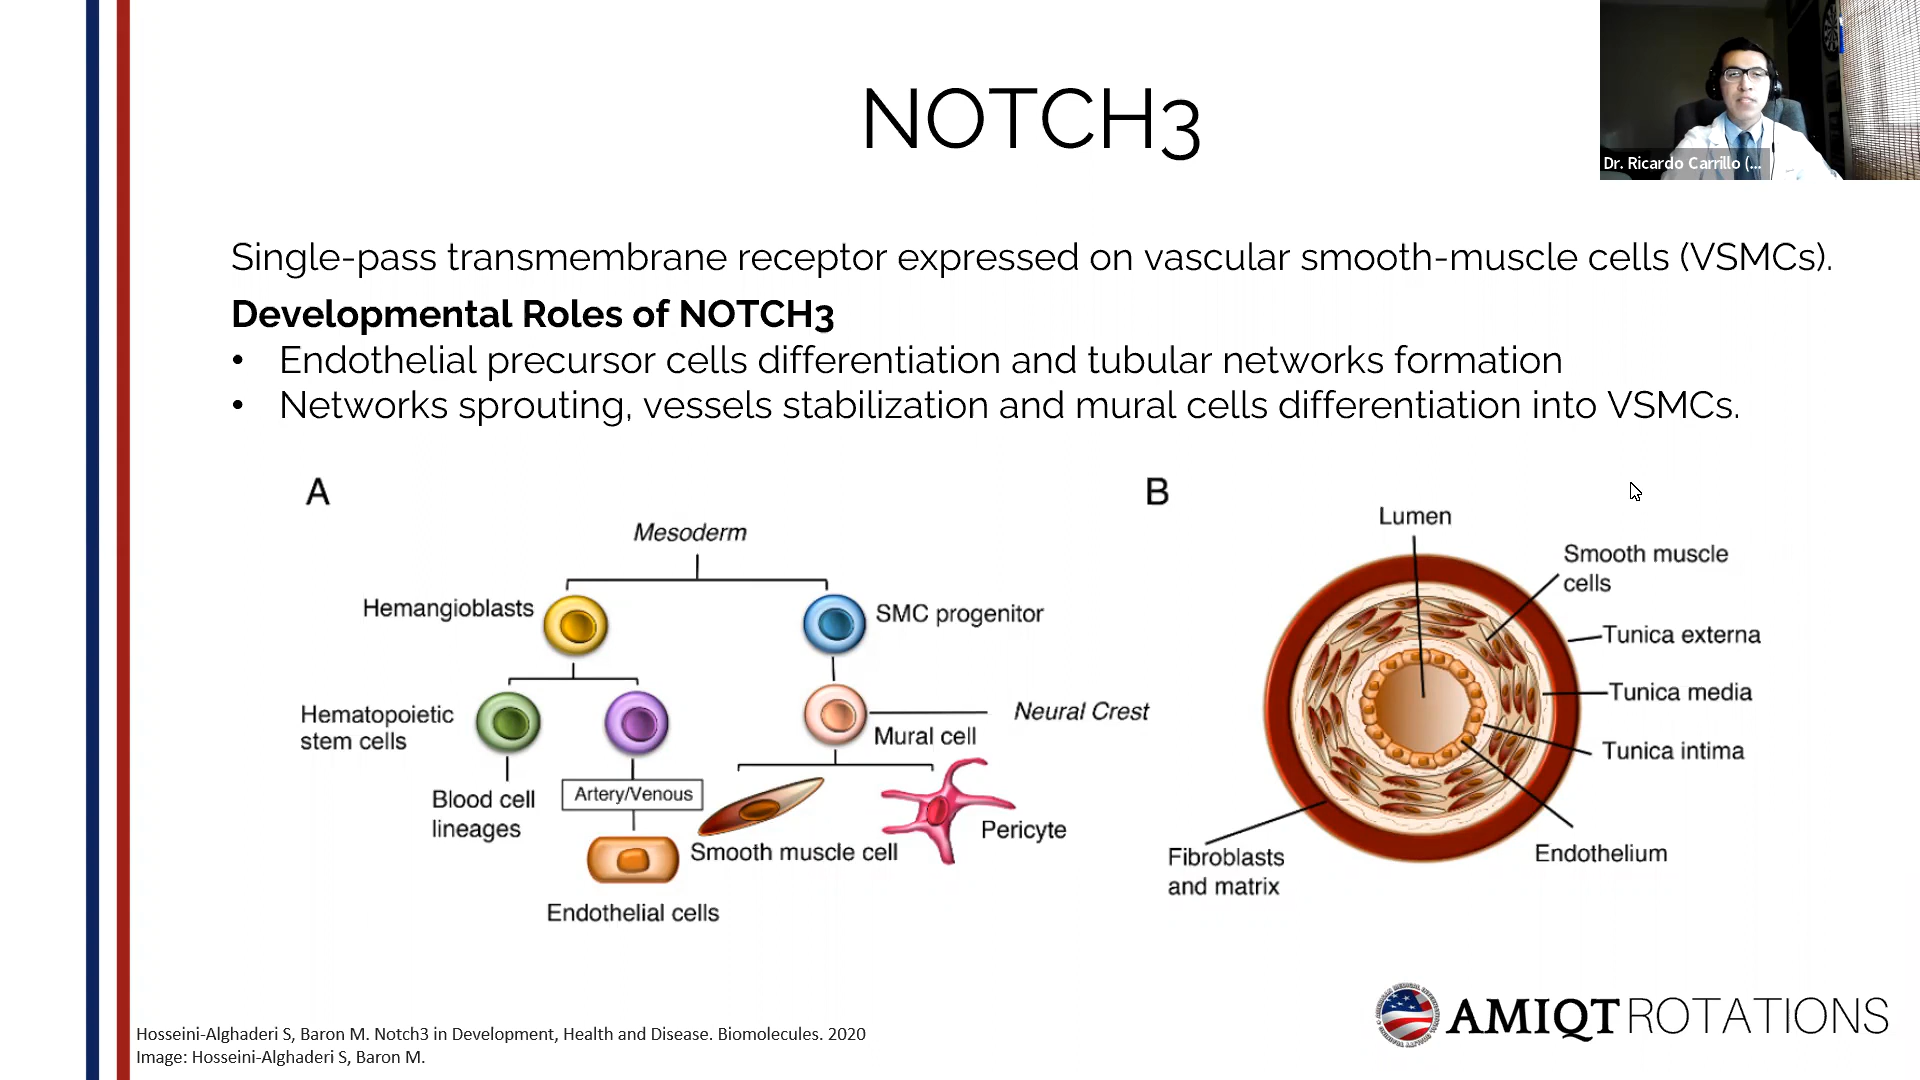 NOTCH3
Dr. Ricardo Carrillo (...
Single-pass transmembrane receptor expressed on vascular smooth-muscle cells (VSMCs).
Developmental Roles of NOTCH3
• Endothelial precursor cells differentiation and tubular networks formation
• Networks sprouting, vessels stabilization and mural cells differentiation into VSMCs.
A
Mesoderm
Hemangioblasts
SMC progenitor
Hematopoietic
stem cells
Neural Crest
Mural cell
Blood cell
lineages
Artery/Venous
Smooth muscle cell
Pericyte
Endothelial cells
B
Lumen
Smooth muscle
cells
Tunica externa
Tunica media
Tunica intima
Endothelium
Fibroblasts
and matrix
Hosseini-Alghaderi S, Baron M. Notch3 in Development, Health and Disease. Biomolecules. 2020
Image: Hosseini-Alghaderi S, Baron M.
AMIQT ROTATIONS